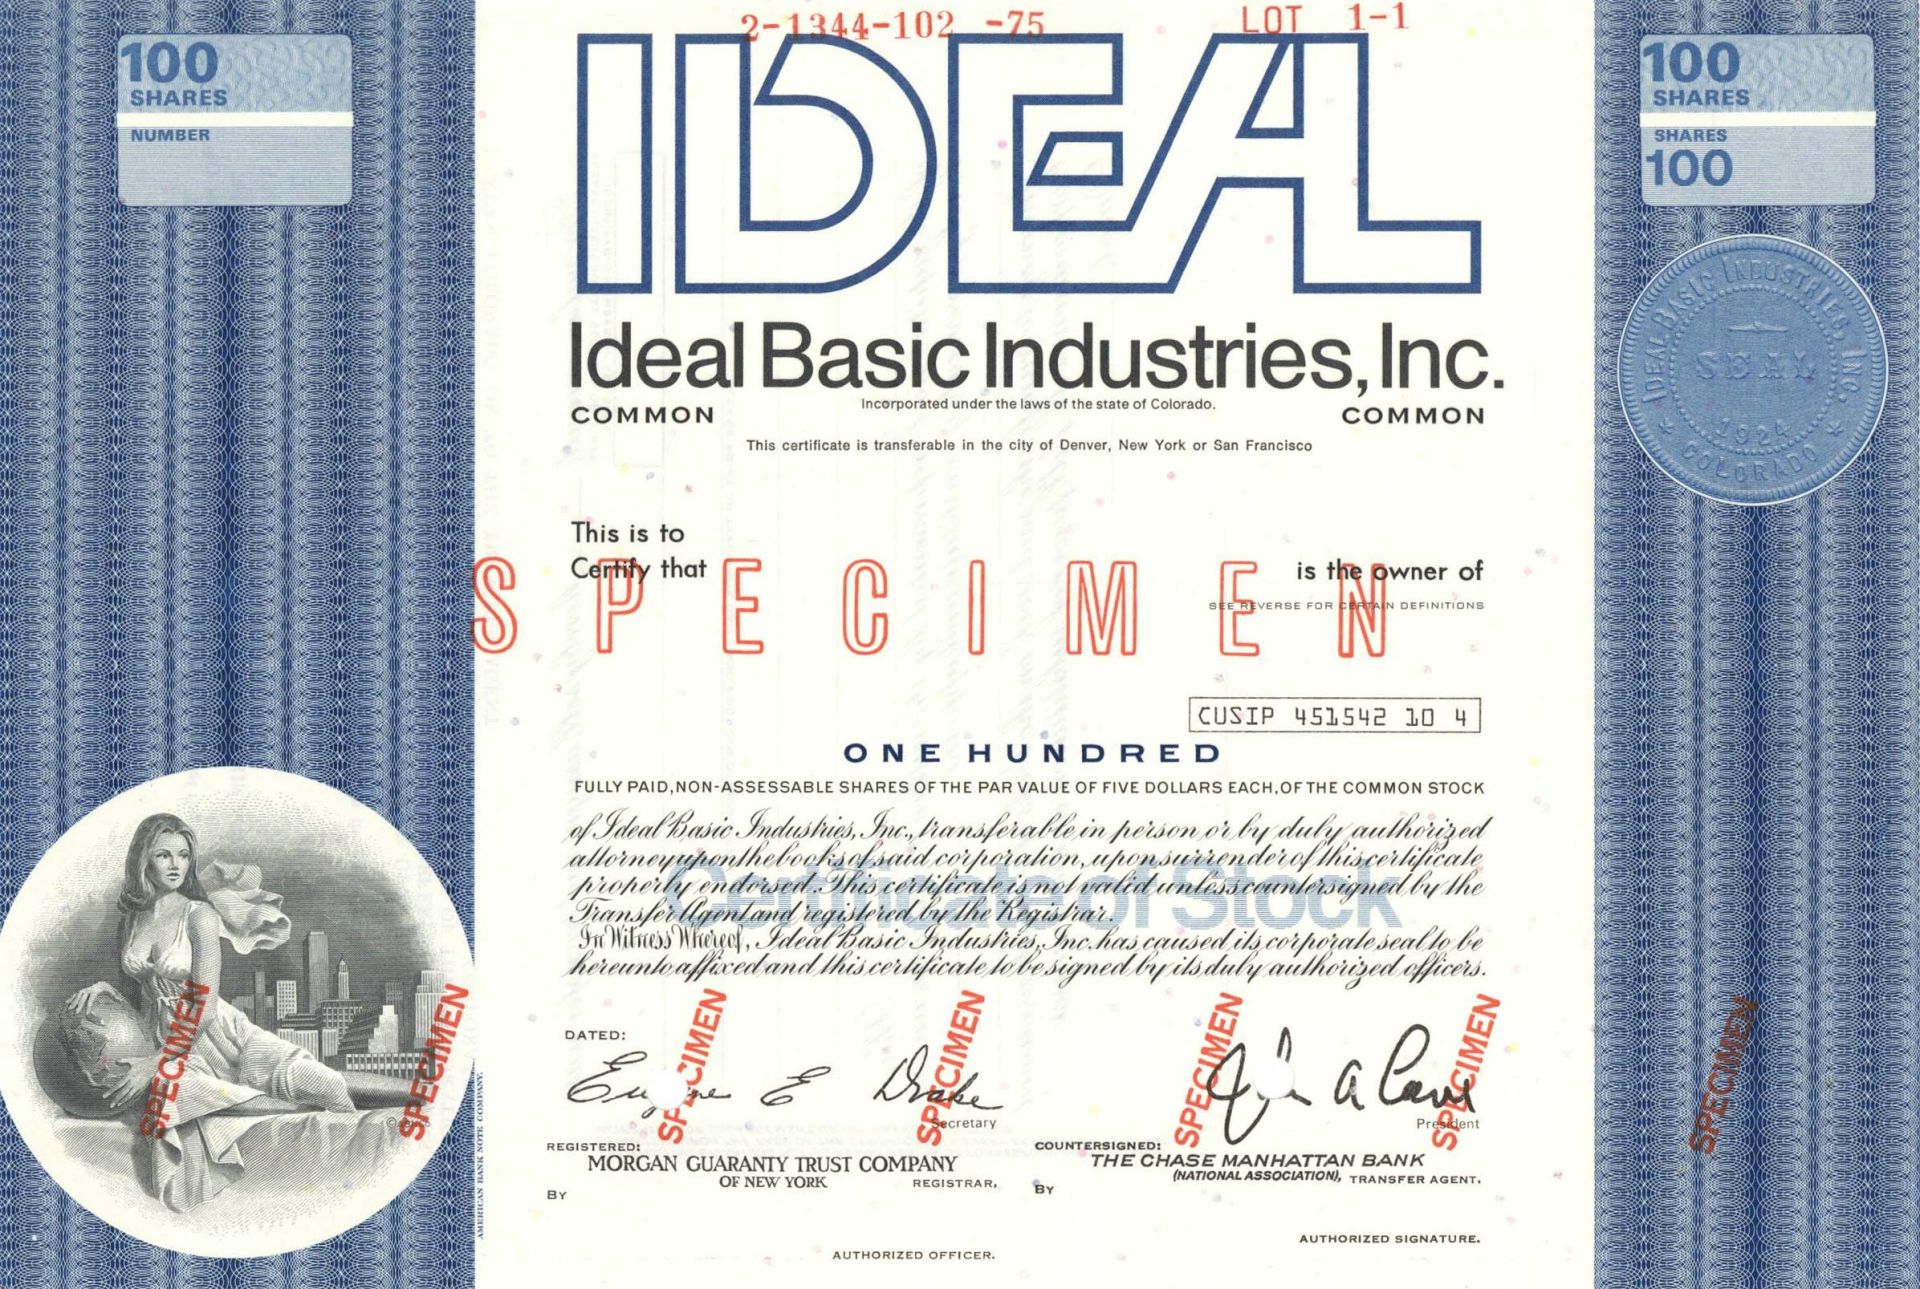 2-1344-102 -75 LOT 1-1
100
SHARES
NUMBER
IDEAL
100
SHARES
SHARES
100
IDEAL BASIC INDUSTRIES, INC.
SEAL
1924
COLORADO
Ideal Basic Industries, Inc.
Incorporated under the laws of the state of Colorado.
COMMON COMMON
This certificate is transferable in the city of Denver, New York or San Francisco
This is to
Certify that is the owner of
SEE REVERSE FOR CERTAIN DEFINITIONS
SPECIMEN
CUSIP 451542 10 4
ONE HUNDRED
FULLY PAID, NON-ASSESSABLE SHARES OF THE PAR VALUE OF FIVE DOLLARS EACH, OF THE COMMON STOCK
of Ideal Basic Industries, Inc., transferable in person or by duly authorized
attorney upon the books of said corporation, upon surrender of this certificate
properly endorsed. This certificate is not valid unless countersigned by the
Transfer Agent and registered by the Registrar.
Certificate of Stock
In Witness Whereof, Ideal Basic Industries, Inc. has caused its corporate seal to be
hereunto affixed and this certificate to be signed by its duly authorized officers.
DATED:
SPECIMEN
SPECIMEN
SPECIMEN
SPECIMEN
SPECIMEN
SPECIMEN
SPECIMEN
Eugene E Drake
Secretary
President
REGISTERED:
MORGAN GUARANTY TRUST COMPANY
OF NEW YORK
REGISTRAR,
BY
AUTHORIZED OFFICER.
COUNTERSIGNED:
THE CHASE MANHATTAN BANK
(NATIONAL ASSOCIATION), TRANSFER AGENT.
BY
AUTHORIZED SIGNATURE.
AMERICAN BANK NOTE COMPANY.